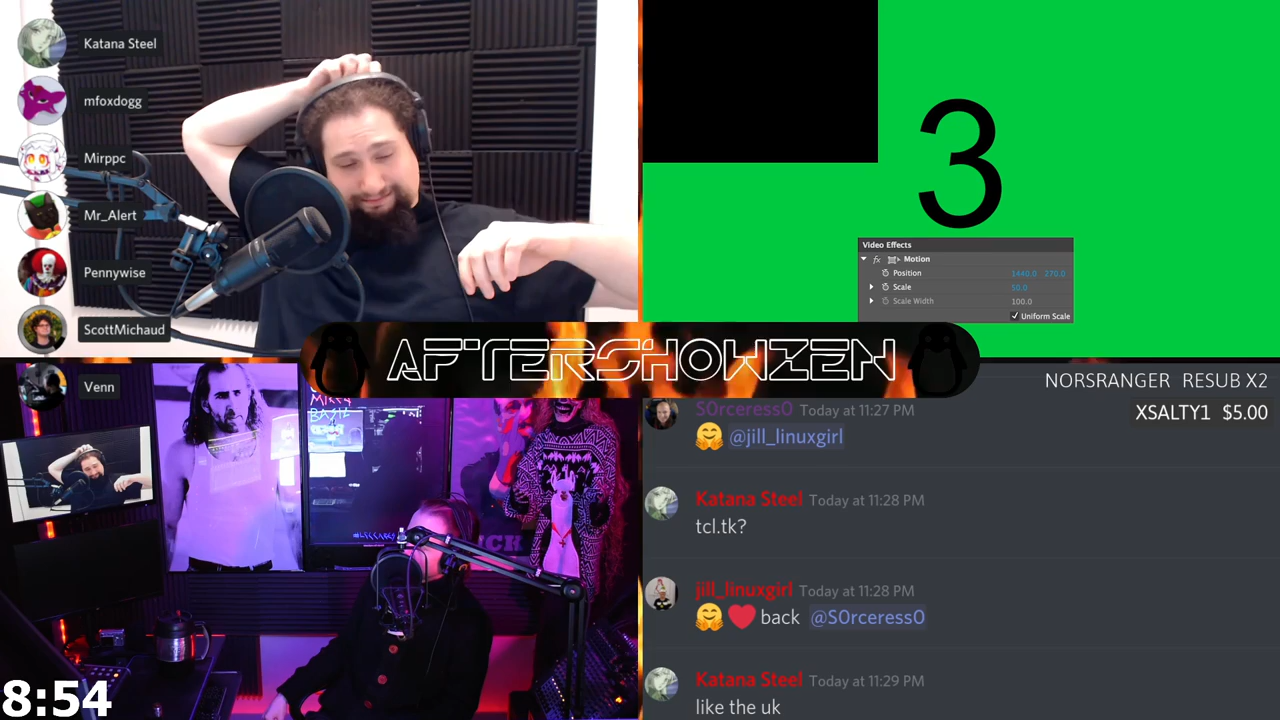 Katana Steel
mfoxdogg
Mirppc
Mr_Alert
Pennywise
ScottMichaud
Venn
3
Video Effects
fx Motion
Position 1440.0 270.0
Scale 50.0
Scale Width 100.0
Uniform Scale
AFTERSHOWZEN
NORSRANGER RESUB X2
XSALTY1 $5.00
S0rceress0 Today at 11:27 PM
@jill_linuxgirl
Katana Steel Today at 11:28 PM
tcl.tk?
jill_linuxgirl Today at 11:28 PM
back @S0rceress0
Katana Steel Today at 11:29 PM
like the uk
8:54